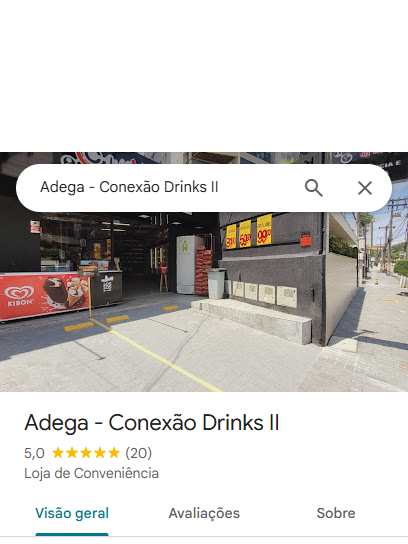 Adega - Conexão Drinks II
KIBON
Adega - Conexão Drinks II
5,0 (20)
Loja de Conveniência
Visão geral
Avaliações
Sobre